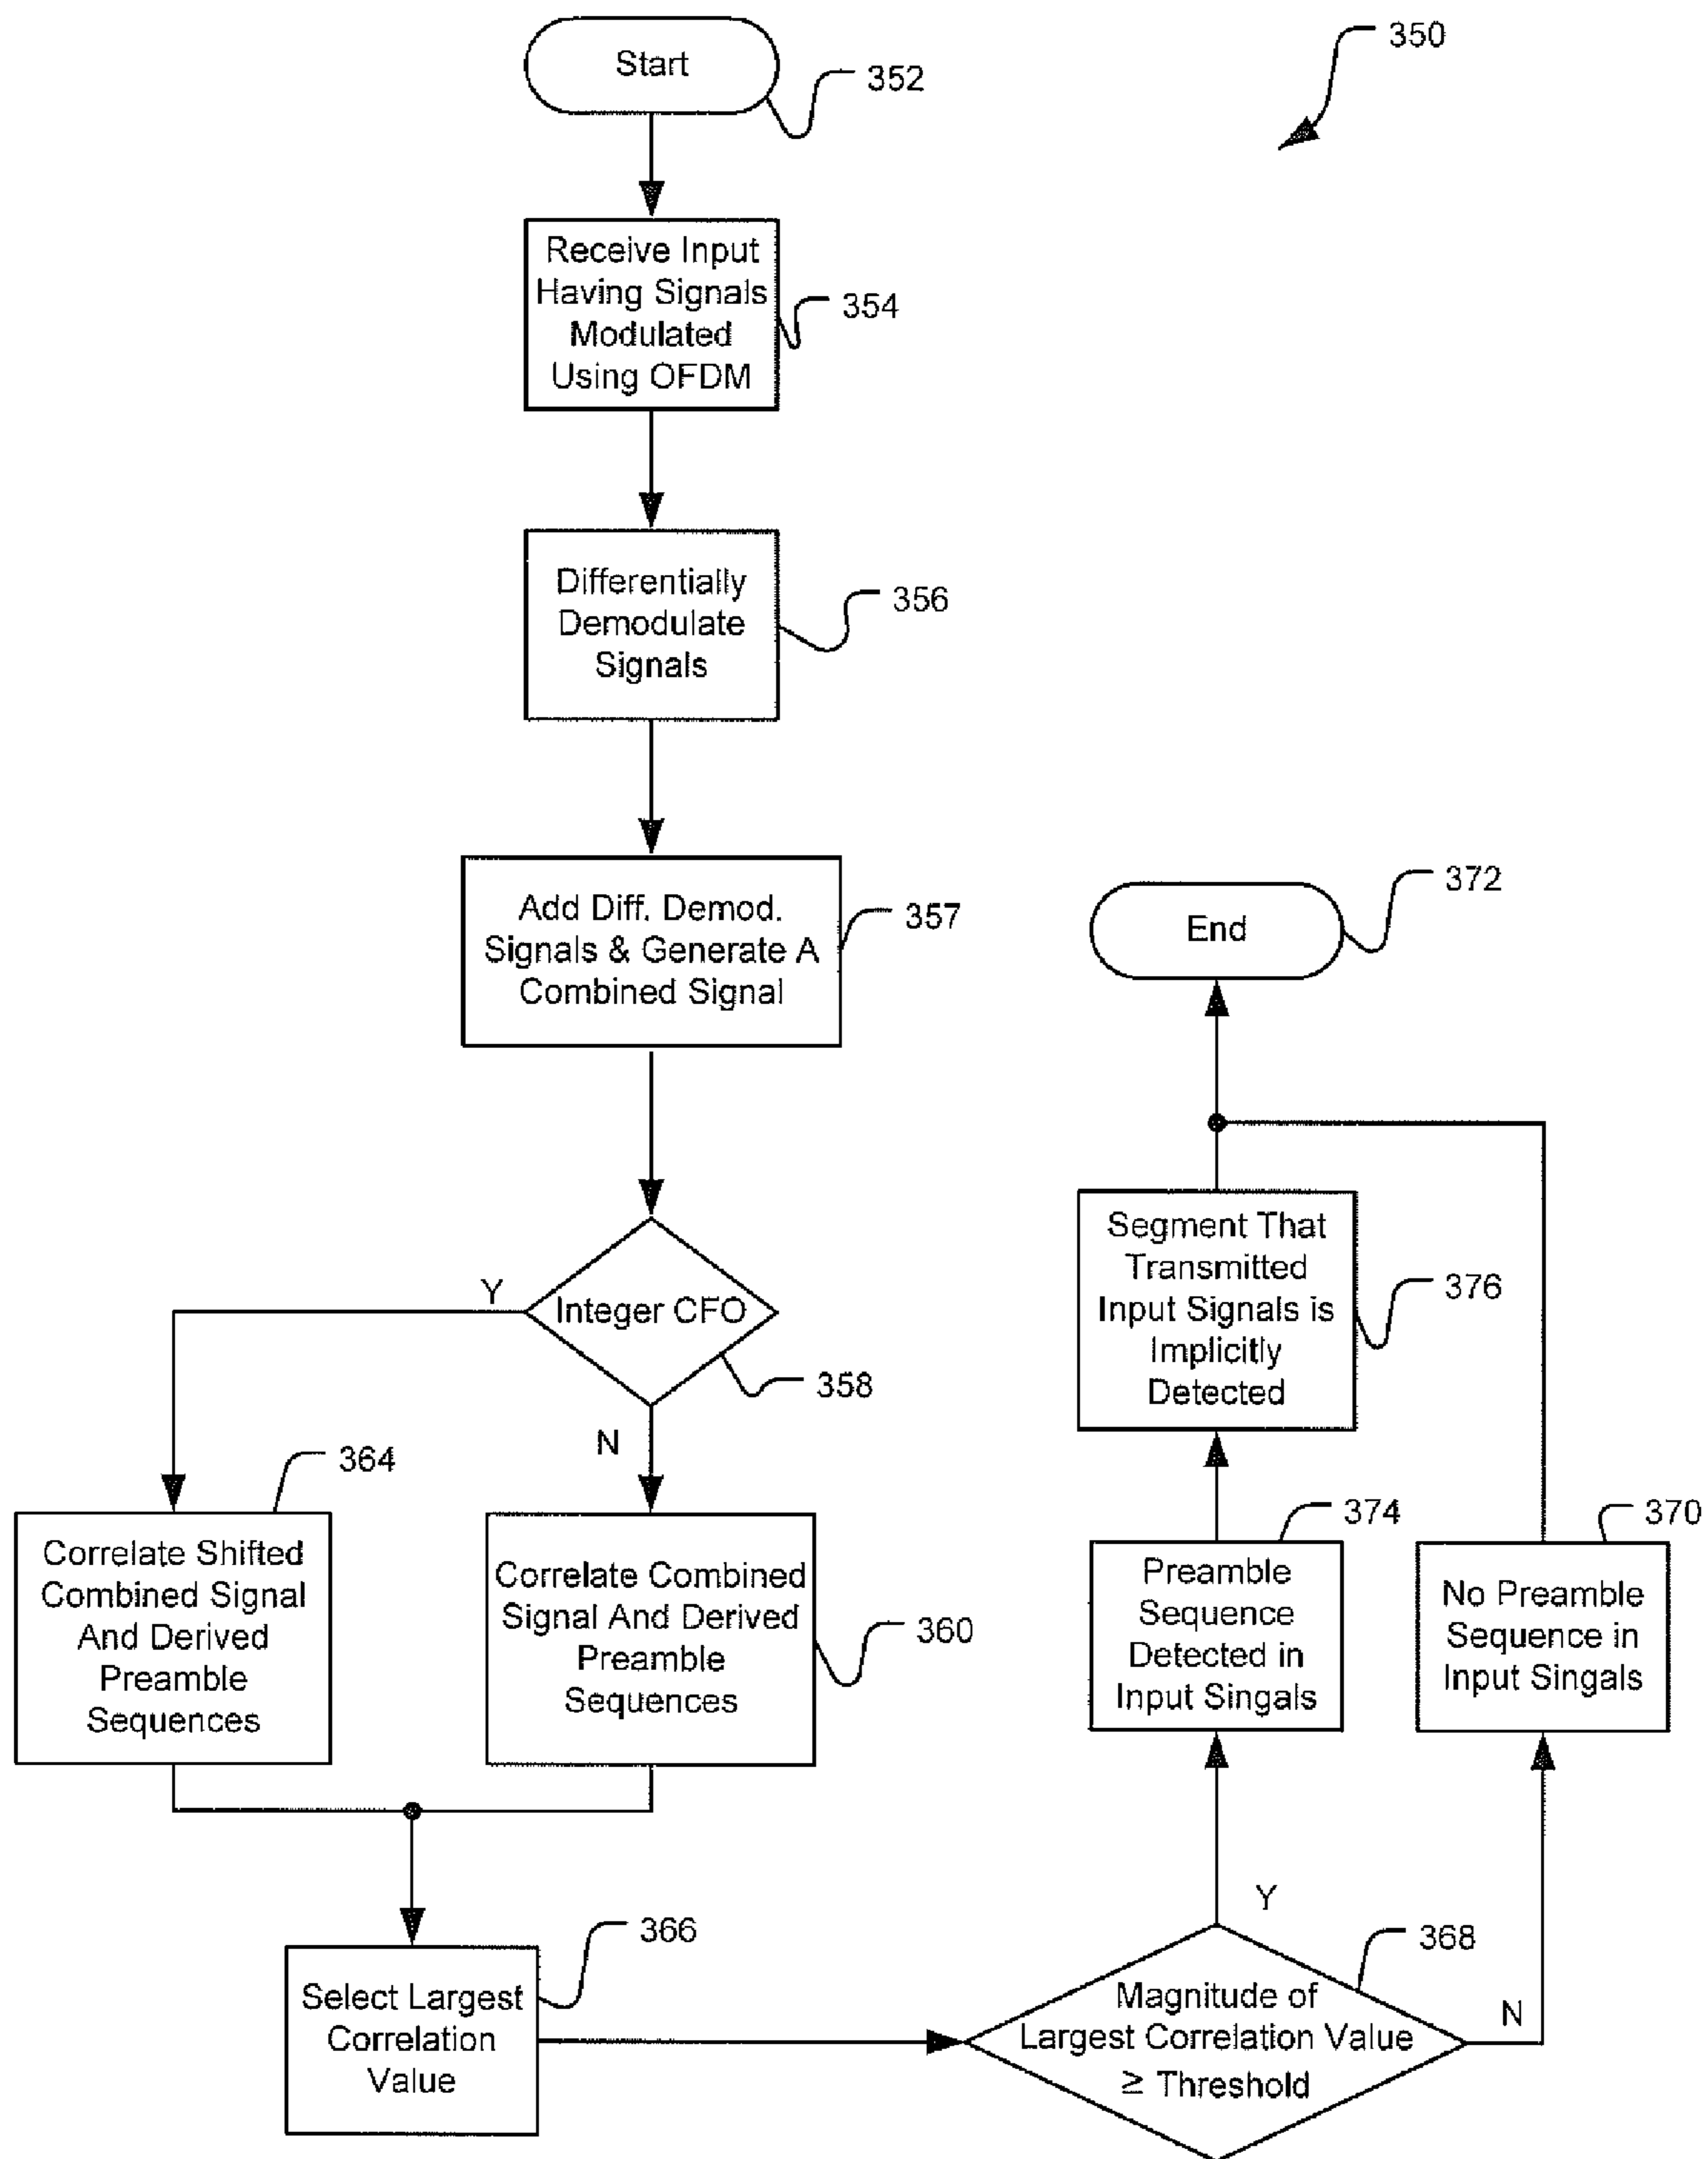 350
Start
352
Receive Input
Having Signals
Modulated
Using OFDM
354
Differentially
Demodulate
Signals
356
Add Diff. Demod.
Signals & Generate A
Combined Signal
357
Integer CFO
358
Y
N
Correlate Shifted
Combined Signal
And Derived
Preamble
Sequences
364
Correlate Combined
Signal And Derived
Preamble
Sequences
360
Select Largest
Correlation
Value
366
Magnitude of
Largest Correlation Value
≥ Threshold
368
Y
N
Preamble
Sequence
Detected in
Input Singals
374
No Preamble
Sequence in
Input Singals
370
Segment That
Transmitted
Input Signals is
Implicitly
Detected
376
End
372